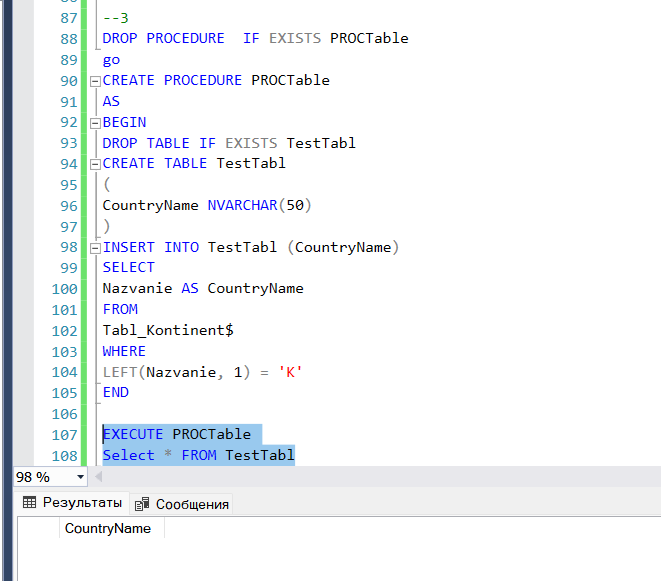 87 --3
88 DROP PROCEDURE  IF EXISTS PROCTable
89 go
90 CREATE PROCEDURE PROCTable
91 AS
92 BEGIN
93 DROP TABLE IF EXISTS TestTabl
94 CREATE TABLE TestTabl
95 (
96 CountryName NVARCHAR(50)
97 )
98 INSERT INTO TestTabl (CountryName)
99 SELECT
100 Nazvanie AS CountryName
101 FROM
102 Tabl_Kontinent$
103 WHERE
104 LEFT(Nazvanie, 1) = 'K'
105 END
106
107 EXECUTE PROCTable
108 Select * FROM TestTabl
98 %
Результаты Сообщения
CountryName